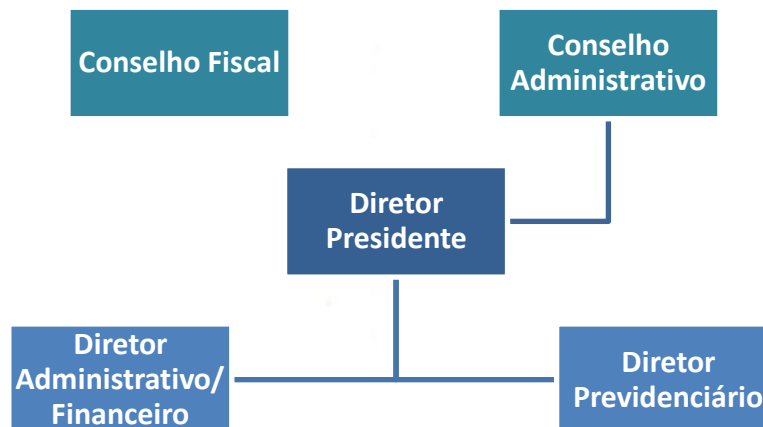 Conselho Fiscal
Conselho
Administrativo
Diretor
Presidente
Diretor
Administrativo/
Financeiro
Diretor
Previdenciário